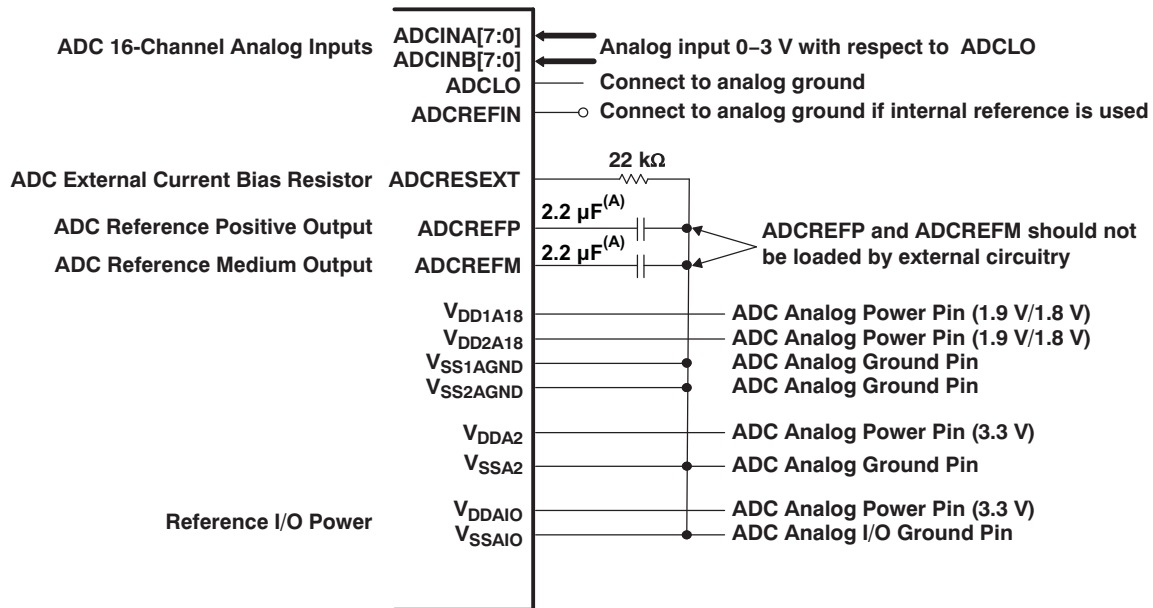 ADC 16-Channel Analog Inputs
ADCINA[7:0]
ADCINB[7:0]
Analog input 0–3 V with respect to ADCLO
ADCLO
Connect to analog ground
ADCREFIN
Connect to analog ground if internal reference is used
22 kΩ
ADC External Current Bias Resistor
ADCRESEXT
ADC Reference Positive Output
ADCREFP
2.2 µF(A)
ADC Reference Medium Output
ADCREFM
2.2 µF(A)
ADCREFP and ADCREFM should not
be loaded by external circuitry
VDD1A18
ADC Analog Power Pin (1.9 V/1.8 V)
VDD2A18
ADC Analog Power Pin (1.9 V/1.8 V)
VSS1AGND
ADC Analog Ground Pin
VSS2AGND
ADC Analog Ground Pin
VDDA2
ADC Analog Power Pin (3.3 V)
VSSA2
ADC Analog Ground Pin
Reference I/O Power
VDDAIO
ADC Analog Power Pin (3.3 V)
VSSAIO
ADC Analog I/O Ground Pin